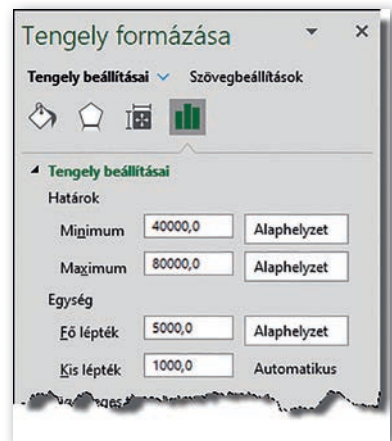 Tengely formázása
Tengely beállításai Szövegbeállítások
Tengely beállításai
Határok
Minimum 40000,0 Alaphelyzet
Maximum 80000,0 Alaphelyzet
Egység
Fő lépték 5000,0 Alaphelyzet
Kis lépték 1000,0 Automatikus